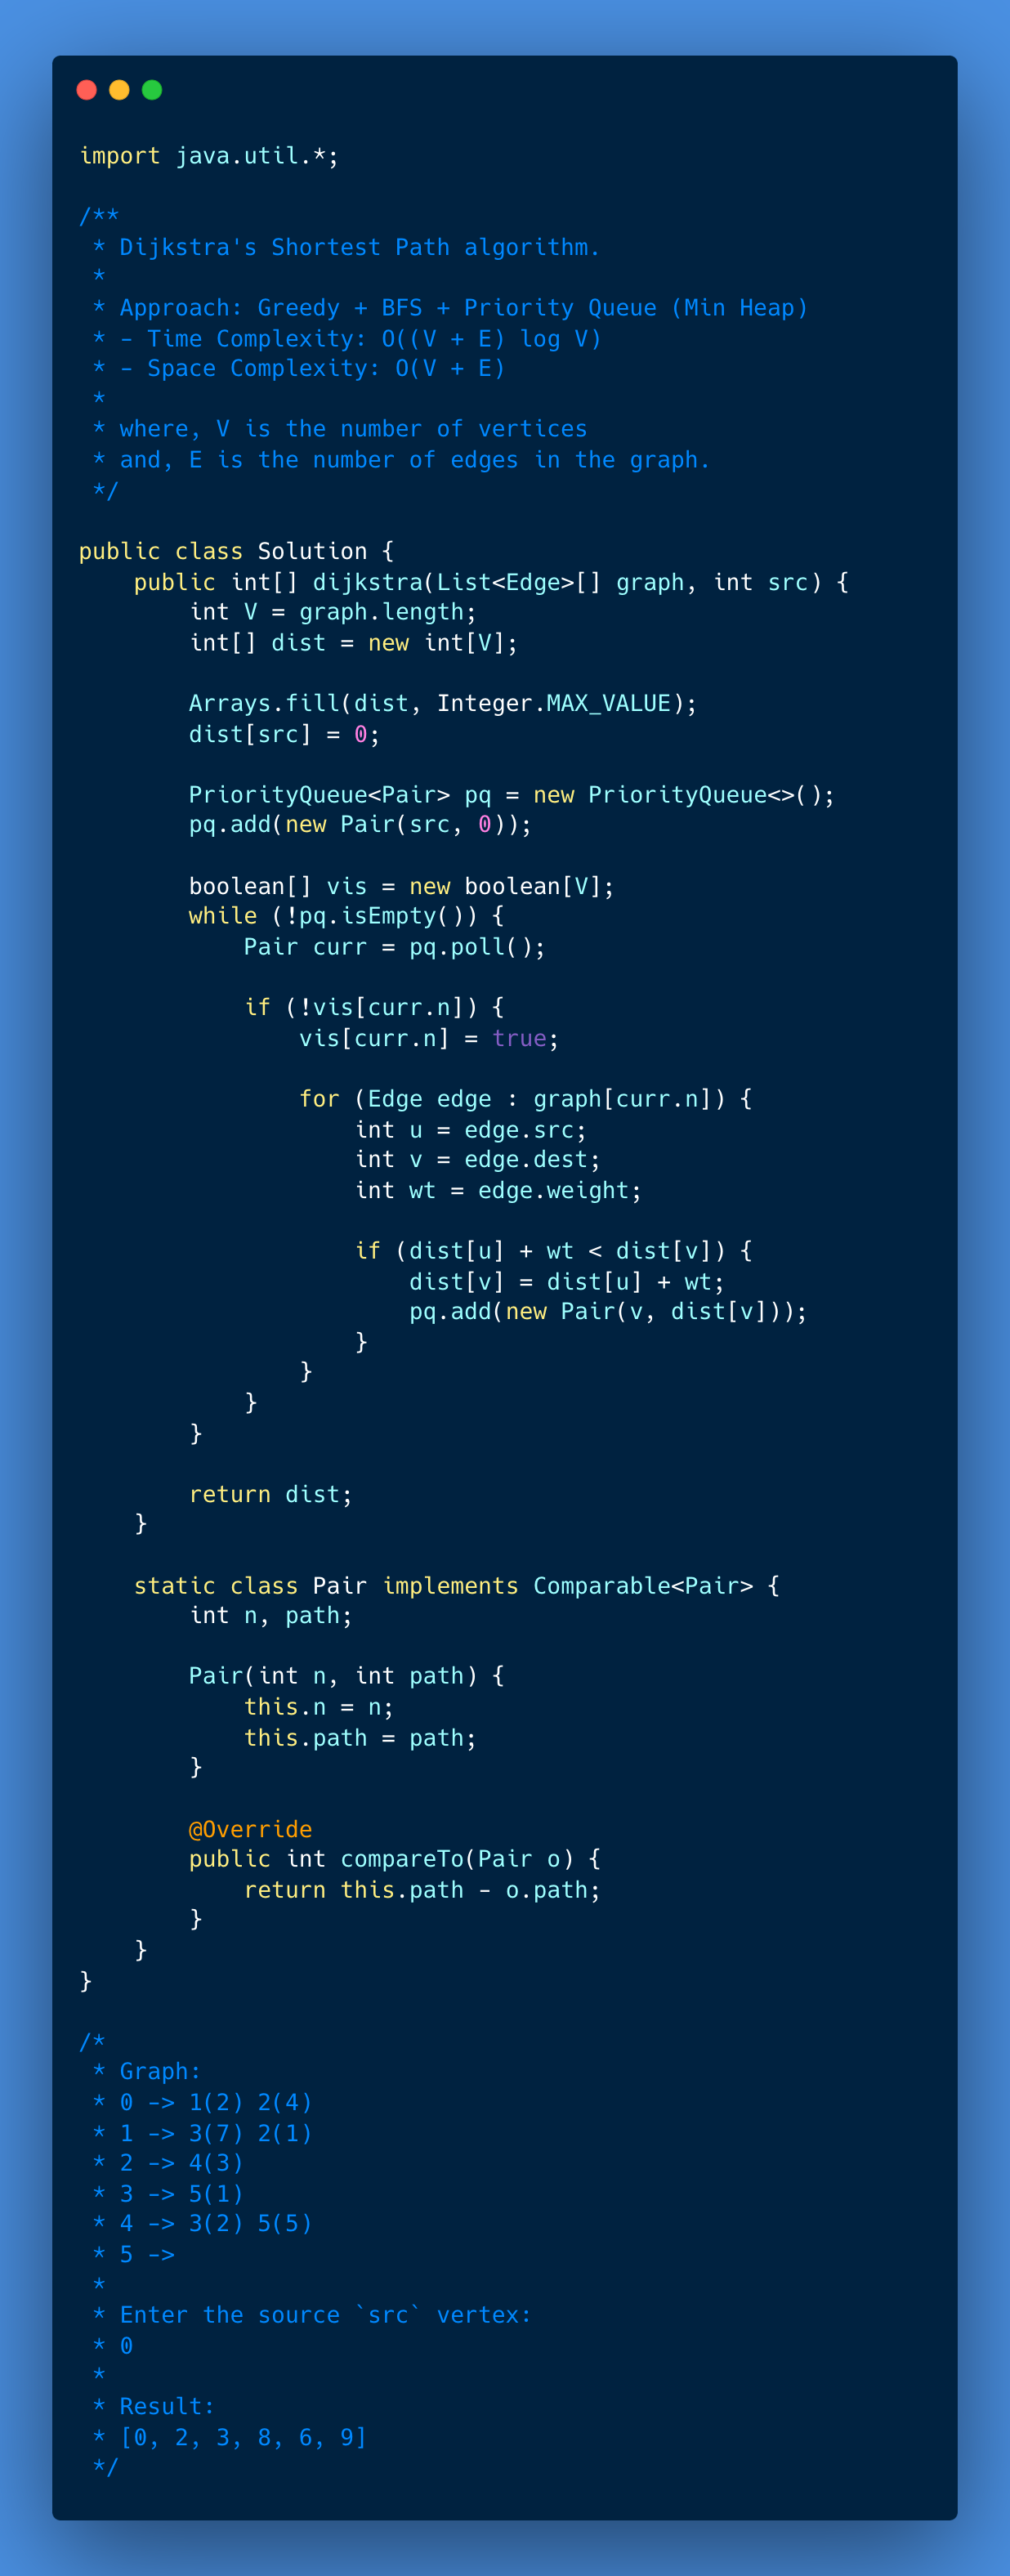 import java.util.*;

/**
 * Dijkstra's Shortest Path algorithm.
 *
 * Approach: Greedy + BFS + Priority Queue (Min Heap)
 * - Time Complexity: O((V + E) log V)
 * - Space Complexity: O(V + E)
 *
 * where, V is the number of vertices
 * and, E is the number of edges in the graph.
 */

public class Solution {
    public int[] dijkstra(List<Edge>[] graph, int src) {
        int V = graph.length;
        int[] dist = new int[V];

        Arrays.fill(dist, Integer.MAX_VALUE);
        dist[src] = 0;

        PriorityQueue<Pair> pq = new PriorityQueue<>();
        pq.add(new Pair(src, 0));

        boolean[] vis = new boolean[V];
        while (!pq.isEmpty()) {
            Pair curr = pq.poll();

            if (!vis[curr.n]) {
                vis[curr.n] = true;

                for (Edge edge : graph[curr.n]) {
                    int u = edge.src;
                    int v = edge.dest;
                    int wt = edge.weight;

                    if (dist[u] + wt < dist[v]) {
                        dist[v] = dist[u] + wt;
                        pq.add(new Pair(v, dist[v]));
                    }
                }
            }
        }

        return dist;
    }

    static class Pair implements Comparable<Pair> {
        int n, path;

        Pair(int n, int path) {
            this.n = n;
            this.path = path;
        }

        @Override
        public int compareTo(Pair o) {
            return this.path - o.path;
        }
    }
}

/*
 * Graph:
 * 0 -> 1(2) 2(4)
 * 1 -> 3(7) 2(1)
 * 2 -> 4(3)
 * 3 -> 5(1)
 * 4 -> 3(2) 5(5)
 * 5 ->
 *
 * Enter the source `src` vertex:
 * 0
 *
 * Result:
 * [0, 2, 3, 8, 6, 9]
 */